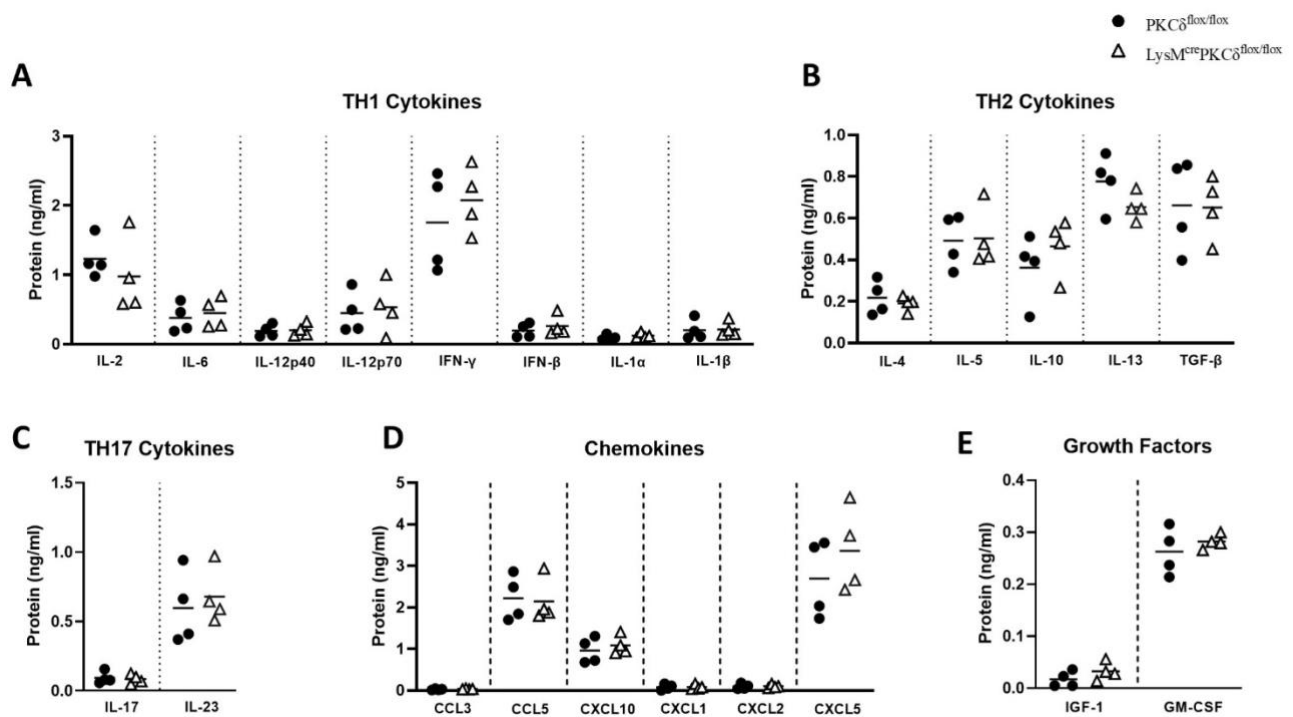 PKCδflox/flox
LysMcrePKCδflox/flox
A
TH1 Cytokines
Protein (ng/ml)
3
2
1
0
IL-2 IL-6 IL-12p40 IL-12p70 IFN-γ IFN-β IL-1α IL-1β
B
TH2 Cytokines
Protein (ng/ml)
1.0
0.8
0.6
0.4
0.2
0.0
IL-4 IL-5 IL-10 IL-13 TGF-β
C
TH17 Cytokines
Protein (ng/ml)
1.5
1.0
0.5
0.0
IL-17 IL-23
D
Chemokines
Protein (ng/ml)
5
4
3
2
1
0
CCL3 CCL5 CXCL10 CXCL1 CXCL2 CXCL5
E
Growth Factors
Protein (ng/ml)
0.4
0.3
0.2
0.1
0.0
IGF-1 GM-CSF